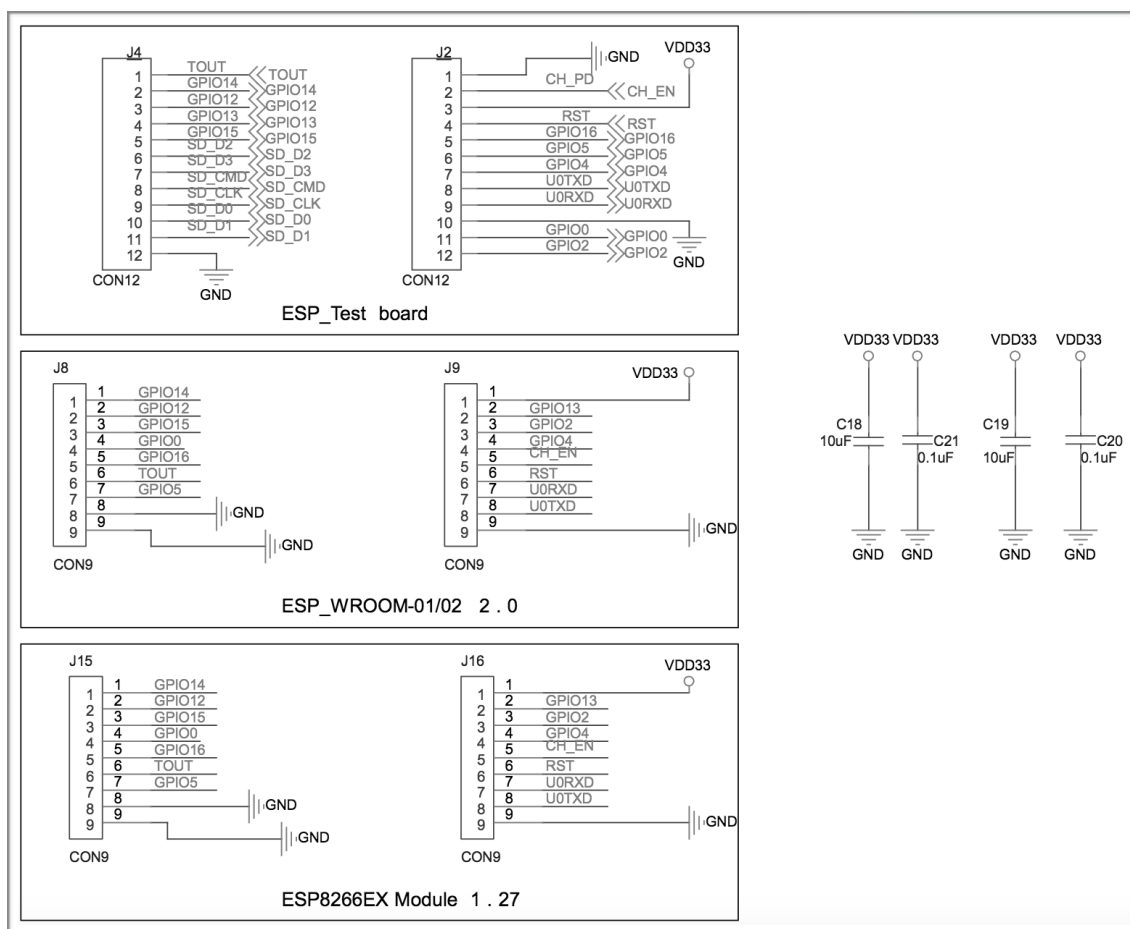 J4
1 TOUT TOUT
2 GPIO14 GPIO14
3 GPIO12 GPIO12
4 GPIO13 GPIO13
5 GPIO15 GPIO15
6 SD_D2 SD_D2
7 SD_D3 SD_D3
8 SD_CMD SD_CMD
9 SD_CLK SD_CLK
10 SD_D0 SD_D0
11 SD_D1 SD_D1
12
GND
CON12
J2
GND
VDD33
1
2 CH_PD CH_EN
3
4 RST RST
5 GPIO16 GPIO16
6 GPIO5 GPIO5
7 GPIO4 GPIO4
8 U0TXD U0TXD
9 U0RXD U0RXD
10
11 GPIO0 GPIO0
12 GPIO2 GPIO2
GND
CON12
ESP_Test board
J8
1 1 GPIO14
2 2 GPIO12
3 3 GPIO15
4 4 GPIO0
5 5 GPIO16
6 6 TOUT
7 7 GPIO5
8 8 GND
9 9 GND
CON9
J9
VDD33
1 1
2 2 GPIO13
3 3 GPIO2
4 4 GPIO4
5 5 CH_EN
6 6 RST
7 7 U0RXD
8 8 U0TXD
9 9 GND
CON9
ESP_WROOM-01/02 2 . 0
J15
1 1 GPIO14
2 2 GPIO12
3 3 GPIO15
4 4 GPIO0
5 5 GPIO16
6 6 TOUT
7 7 GPIO5
8 8 GND
9 9 GND
CON9
J16
VDD33
1 1
2 2 GPIO13
3 3 GPIO2
4 4 GPIO4
5 5 CH_EN
6 6 RST
7 7 U0RXD
8 8 U0TXD
9 9 GND
CON9
ESP8266EX Module 1 . 27
VDD33 VDD33 VDD33 VDD33
C18 C21 C19 C20
10uF 0.1uF 10uF 0.1uF
GND GND GND GND